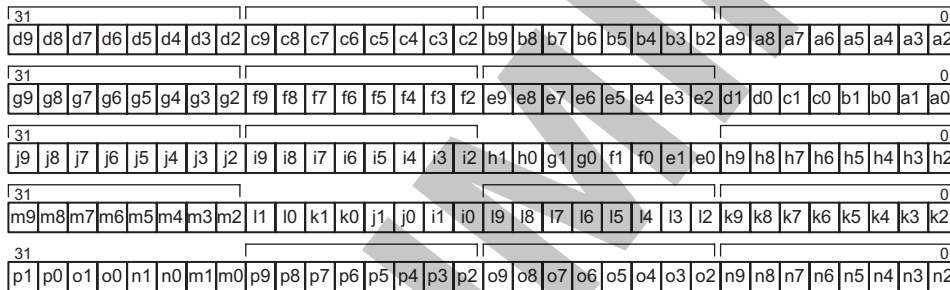 31 0
d9 d8 d7 d6 d5 d4 d3 d2 c9 c8 c7 c6 c5 c4 c3 c2 b9 b8 b7 b6 b5 b4 b3 b2 a9 a8 a7 a6 a5 a4 a3 a2
31 0
g9 g8 g7 g6 g5 g4 g3 g2 f9 f8 f7 f6 f5 f4 f3 f2 e9 e8 e7 e6 e5 e4 e3 e2 d1 d0 c1 c0 b1 b0 a1 a0
31 0
j9 j8 j7 j6 j5 j4 j3 j2 i9 i8 i7 i6 i5 i4 i3 i2 h1 h0 g1 g0 f1 f0 e1 e0 h9 h8 h7 h6 h5 h4 h3 h2
31 0
m9 m8 m7 m6 m5 m4 m3 m2 l1 l0 k1 k0 j1 j0 i1 i0 l9 l8 l7 l6 l5 l4 l3 l2 k9 k8 k7 k6 k5 k4 k3 k2
31 0
p1 p0 o1 o0 n1 n0 m1 m0 p9 p8 p7 p6 p5 p4 p3 p2 o9 o8 o7 o6 o5 o4 o3 o2 n9 n8 n7 n6 n5 n4 n3 n2